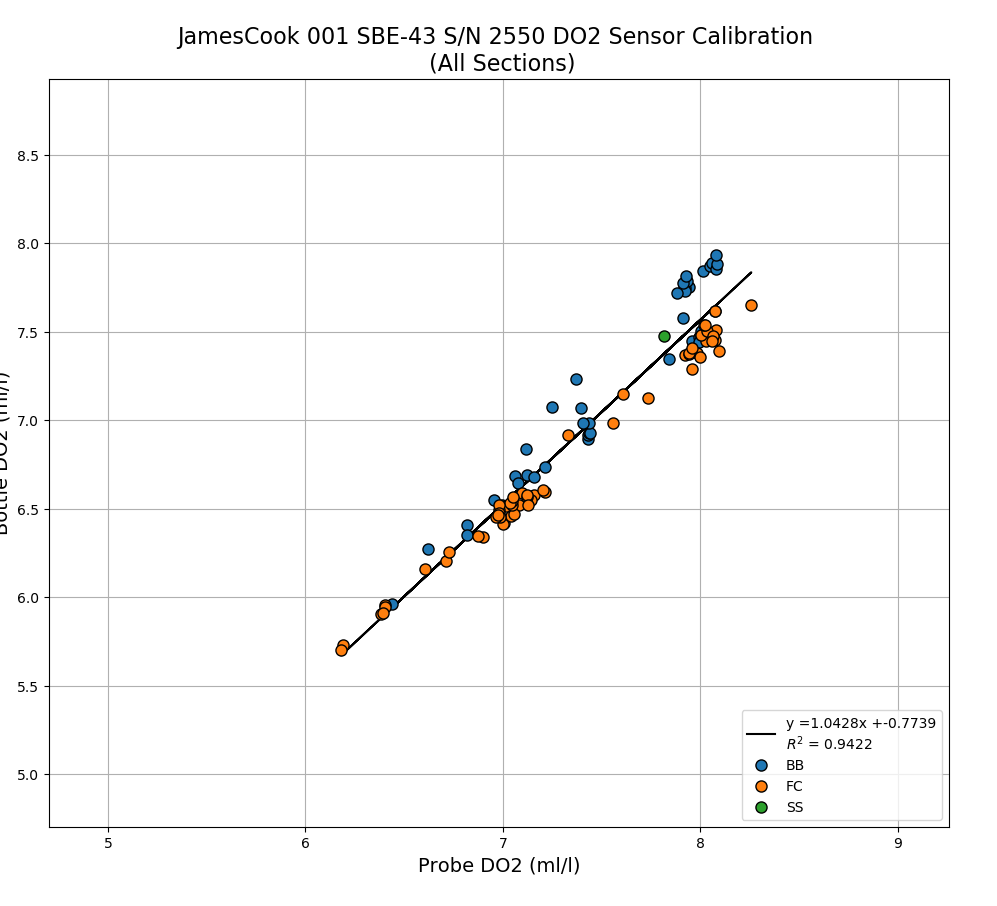 JamesCook 001 SBE-43 S/N 2550 DO2 Sensor Calibration
(All Sections)
8.5
8.0
7.5
7.0
6.5
6.0
5.5
5.0
Bottle DO2 (ml/l)
5
6
7
8
9
Probe DO2 (ml/l)
y =1.0428x +-0.7739
R² = 0.9422
BB
FC
SS